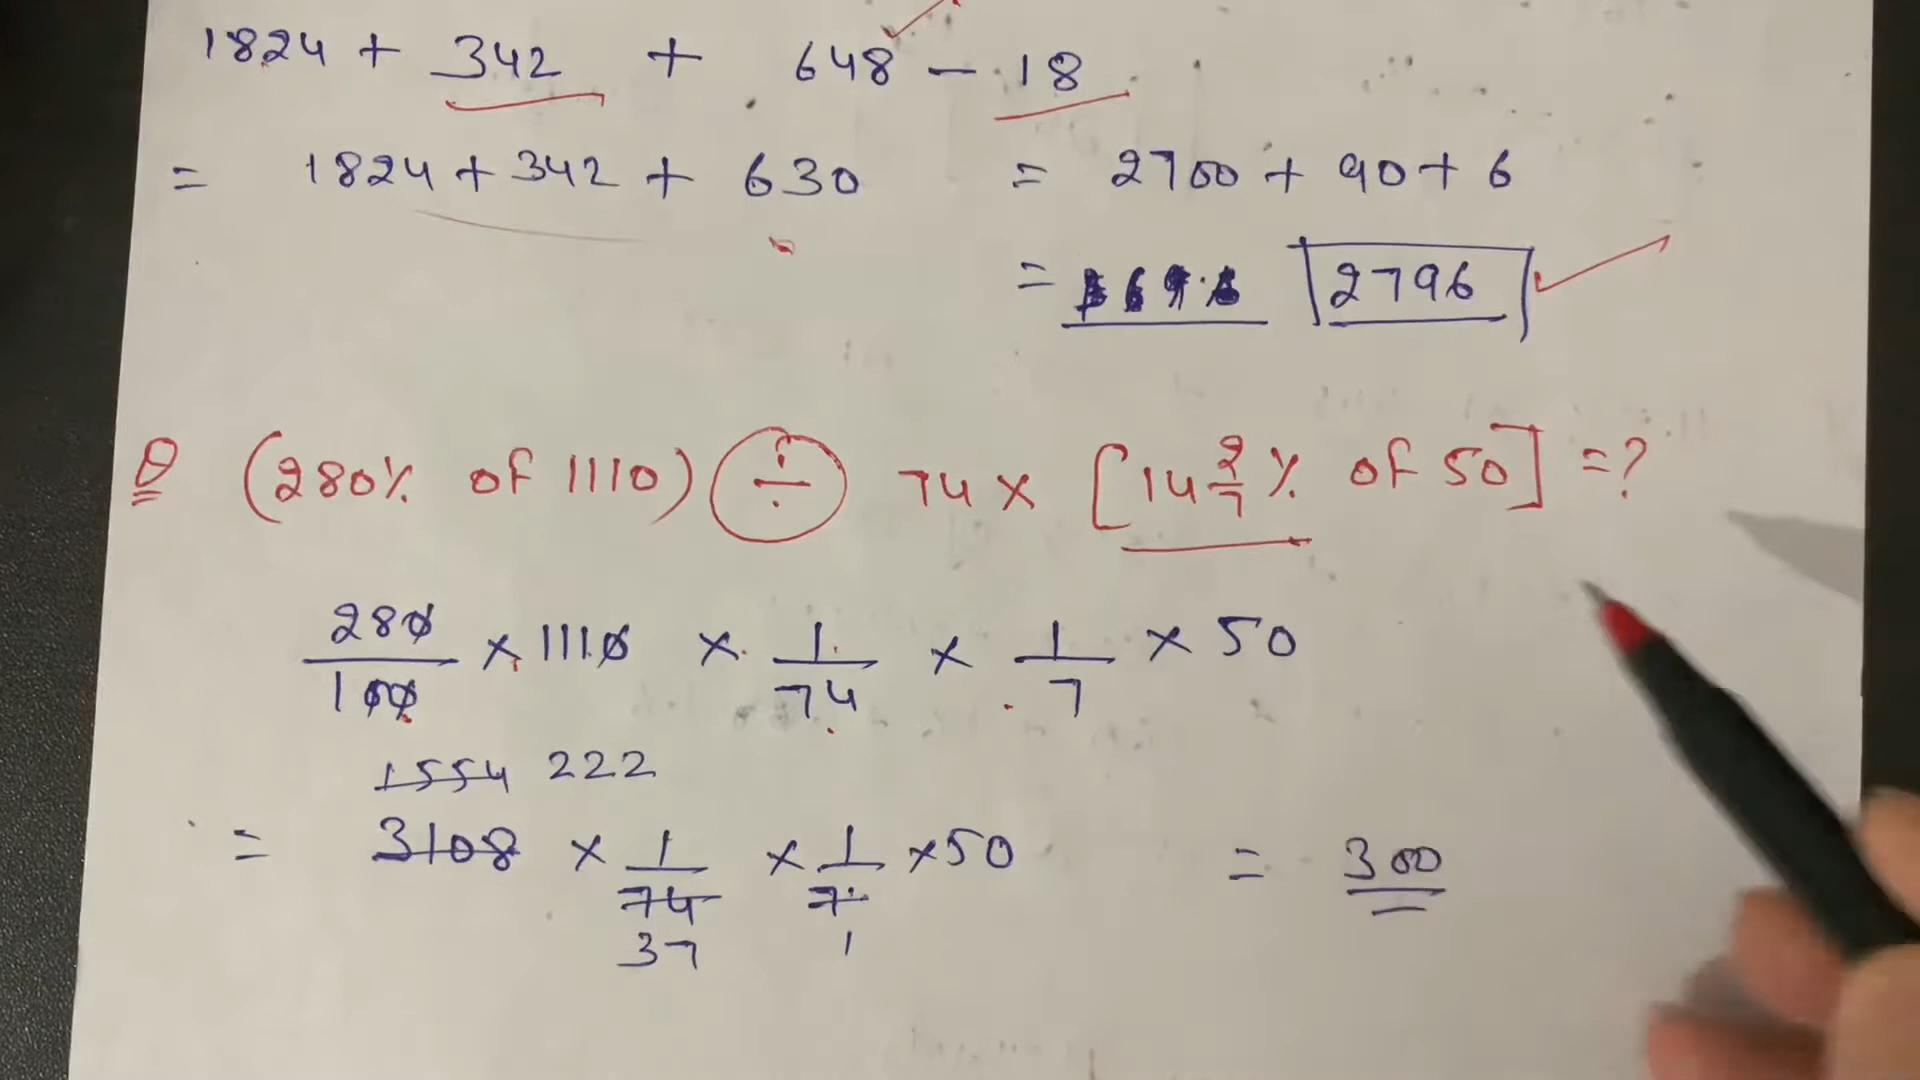 1824 + 342 + 648 - 18
= 1824 + 342 + 630 = 2700 + 90 + 6
= 2796
Q (280% of 1110) ÷ 74 × [14 2/7 % of 50] = ?
280/100 × 1110 × 1/74 × 1/7 × 50
1554 222
= 3108 × 1/74 × 1/7 × 50 = 300
37 1